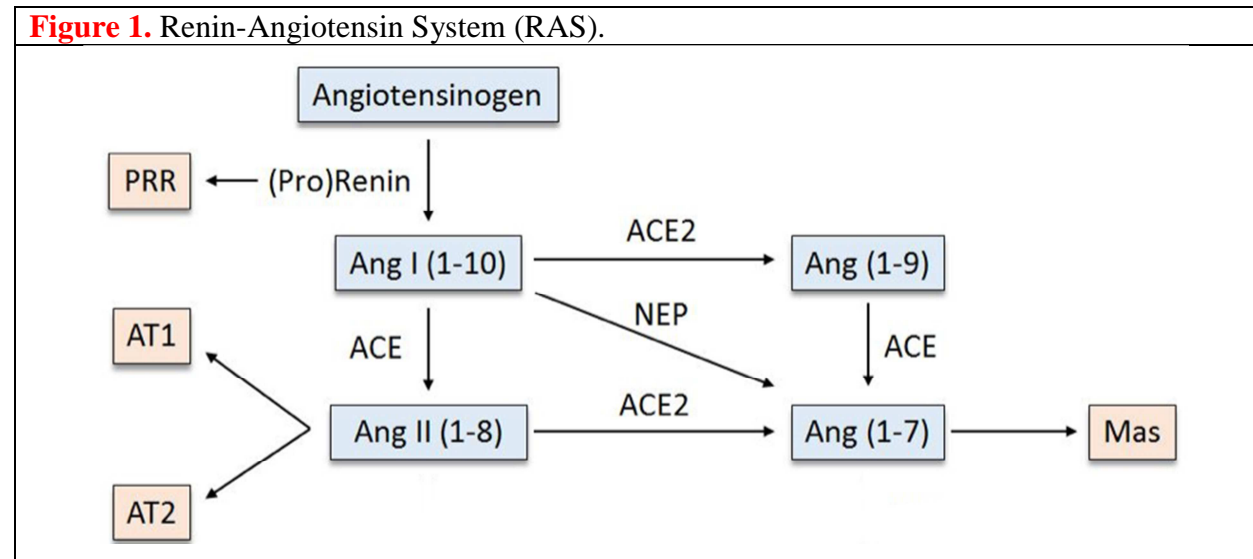 Figure 1. Renin-Angiotensin System (RAS).
Angiotensinogen
PRR
(Pro)Renin
ACE2
Ang I (1-10)
Ang (1-9)
NEP
AT1
ACE
ACE
ACE2
Ang II (1-8)
Ang (1-7)
Mas
AT2